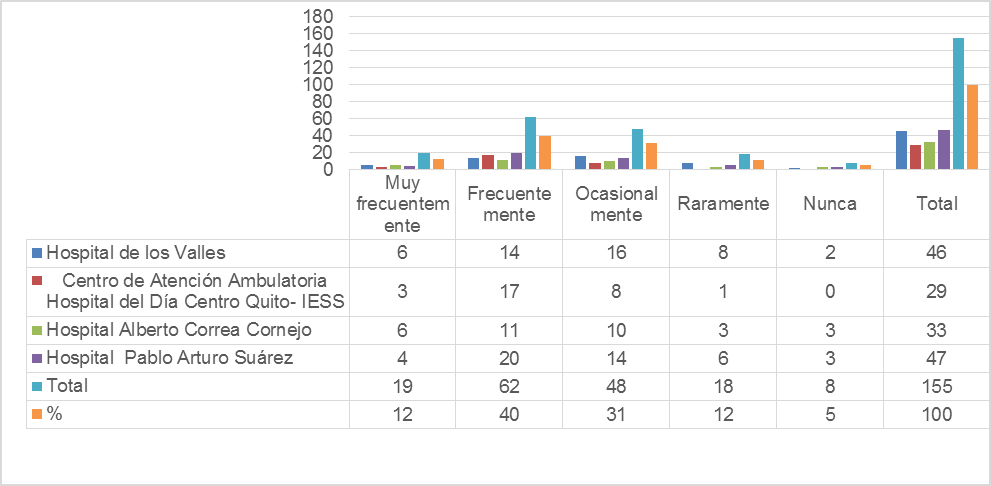 180
160
140
120
100
80
60
40
20
0
Muy
frecuentem
ente
Frecuente
mente
Ocasional
mente
Raramente
Nunca
Total
Hospital de los Valles 6 14 16 8 2 46
Centro de Atención Ambulatoria
Hospital del Día Centro Quito- IESS 3 17 8 1 0 29
Hospital Alberto Correa Cornejo 6 11 10 3 3 33
Hospital Pablo Arturo Suárez 4 20 14 6 3 47
Total 19 62 48 18 8 155
% 12 40 31 12 5 100